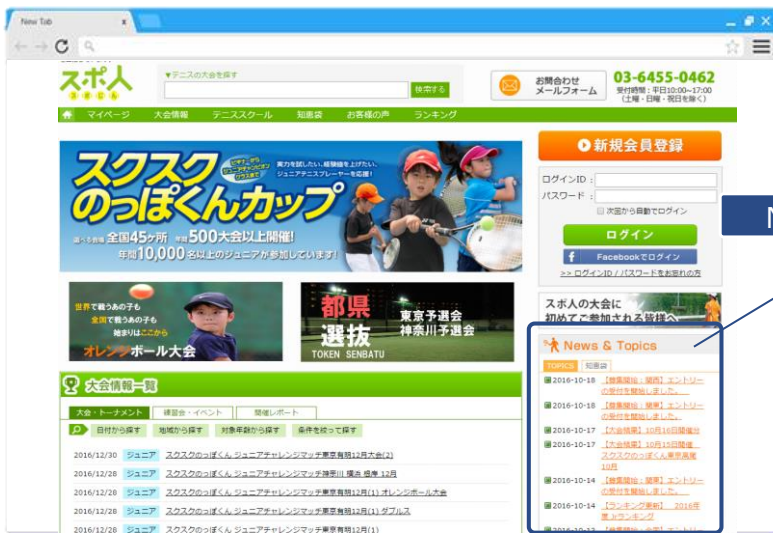 New Tab
スポ人
▼テニスの大会を探す
検索する
お問合わせ
メールフォーム
03-6455-0462
受付時間:平日10:00~17:00
(土曜・日曜・祝日を除く)
マイページ 大会情報 テニススクール 知恵袋 お客様の声 ランキング
スクスク
のっぽくんカップ
実力を試したい、経験値を上げたい、
ジュニアテニスプレーヤーを応援!
全国45ヶ所 年間500大会以上開催!
年間10,000名以上のジュニアが参加しています!
新規会員登録
ログインID:
パスワード:
次回から自動でログイン
ログイン
Facebookでログイン
>> ログインID / パスワードをお忘れの方
世界で戦うあの子も
全国で戦うあの子も
始まりはここから
オレンジボール大会
都県
選抜
TOKEN SENBATU
東京予選会
神奈川予選会
スポ人の大会に
初めてご参加される皆様へ
News & Topics
TOPICS 知恵袋
2016-10-18 【募集開始:関西】エントリー
の受付を開始しました。
2016-10-18 【募集開始:関東】エントリー
の受付を開始しました。
2016-10-17 【大会結果】10月16日開催分
2016-10-17 【大会結果】10月15日開催
スクスクのっぽくん東京高尾
10月
2016-10-14 【募集開始:関東】エントリー
の受付を開始しました。
2016-10-14 【ランキング更新】 2016年
度 Jrランキング
大会情報一覧
大会・トーナメント 練習会・イベント 開催レポート
日付から探す 地域から探す 対象年齢から探す 条件を絞って探す
2016/12/30 ジュニア スクスクのっぽくん ジュニアチャレンジマッチ東京有明12月大会(2)
2016/12/28 ジュニア スクスクのっぽくん ジュニアチャレンジマッチ神奈川 横浜 根岸 12月
2016/12/28 ジュニア スクスクのっぽくん ジュニアチャレンジマッチ東京有明12月(1) オレンジボール大会
2016/12/28 ジュニア スクスクのっぽくん ジュニアチャレンジマッチ東京有明12月(1) ダブルス
2016/12/28 ジュニア スクスクのっぽくん ジュニアチャレンジマッチ東京有明12月(1)